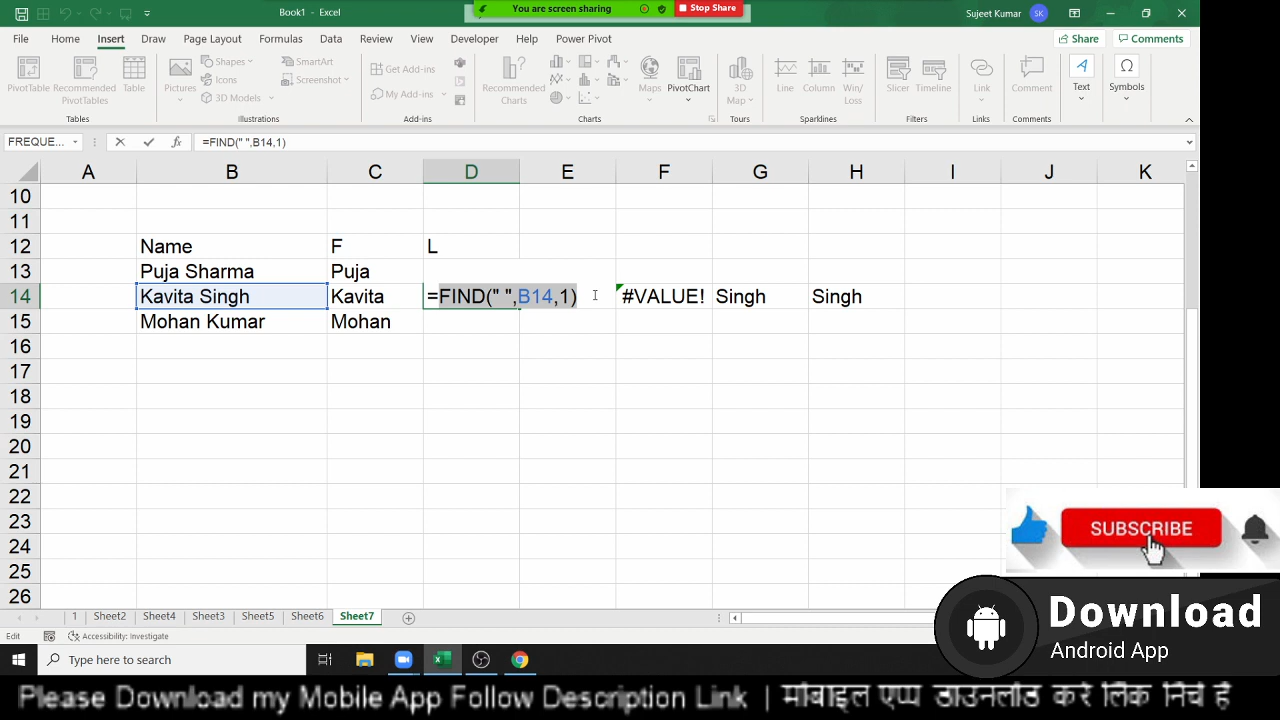 Book1 - Excel
You are screen sharing
Stop Share
Sujeet Kumar
SK
File Home Insert Draw Page Layout Formulas Data Review View Developer Help Power Pivot
Share Comments
PivotTable Recommended PivotTables Table
Tables
Pictures Shapes Icons 3D Models SmartArt Screenshot
Illustrations
Get Add-ins
My Add-ins
Add-ins
Recommended Charts
Maps PivotChart
Charts
3D Map
Tours
Line Column Win/Loss
Sparklines
Slicer Timeline
Filters
Link
Links
Comment
Comments
Text
Symbols
FREQUE... fx =FIND(" ",B14,1)
A B C D E F G H I J K
10
11
12 Name F L
13 Puja Sharma Puja
14 Kavita Singh Kavita =FIND(" ",B14,1) #VALUE! Singh Singh
15 Mohan Kumar Mohan
16
17
18
19
20
21
22
23
24
25
26
SUBSCRIBE
Download
Android App
1 Sheet2 Sheet4 Sheet3 Sheet5 Sheet6 Sheet7
Edit Accessibility: Investigate
Type here to search
Please Download my Mobile App Follow Description Link | मोबाइल एप्प डाउनलोड करे लिंक निचे है